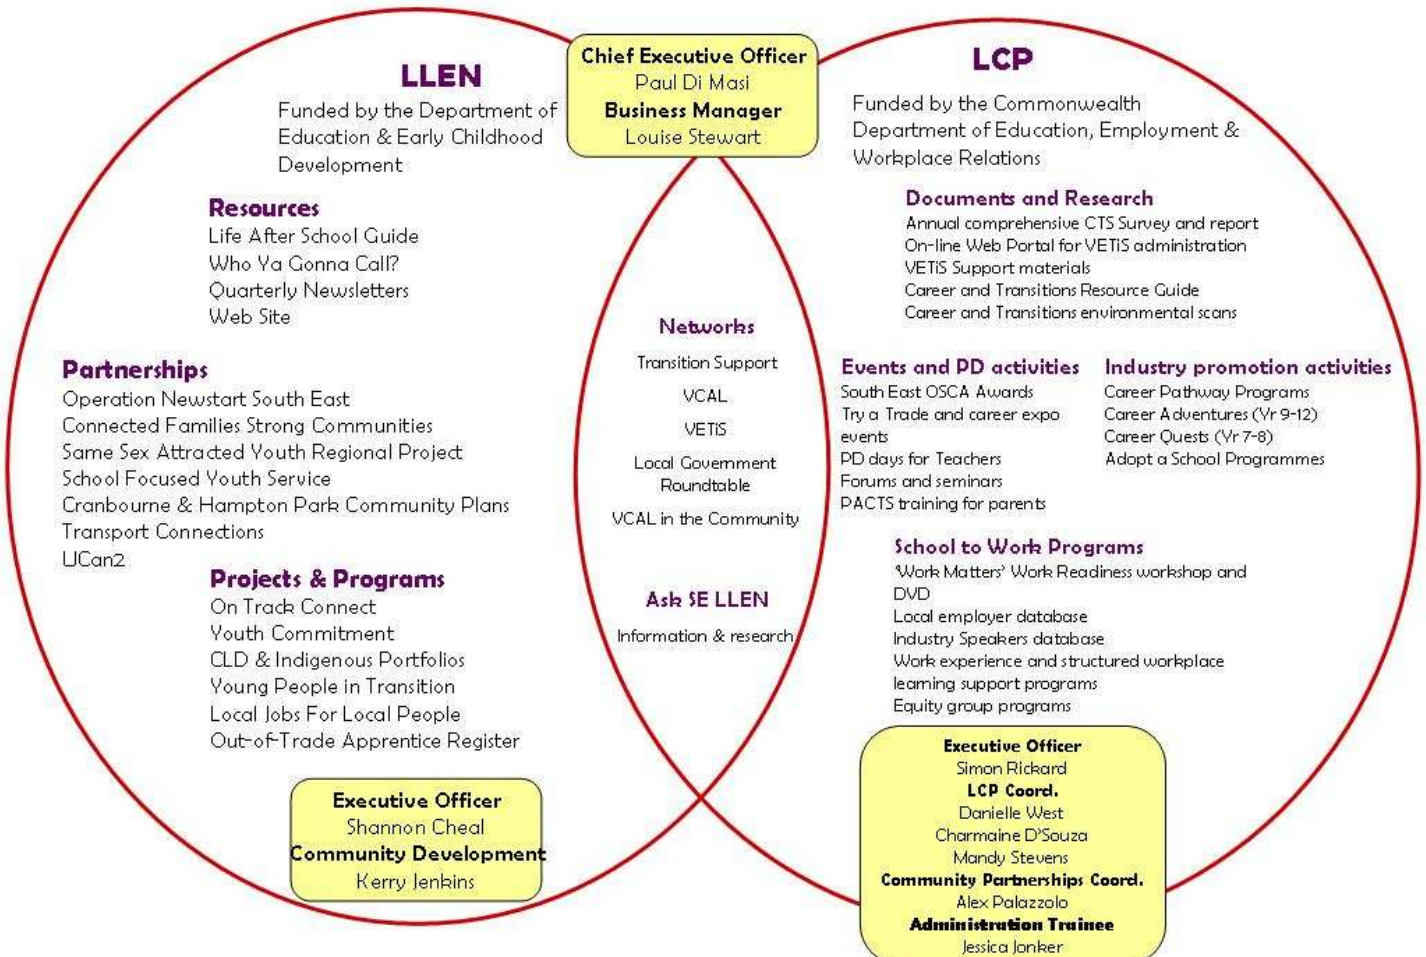 Chief Executive Officer
Paul Di Masi
Business Manager
Louise Stewart
LLEN
Funded by the Department of
Education & Early Childhood
Development
Resources
Life After School Guide
Who Ya Gonna Call?
Quarterly Newsletters
Web Site
Partnerships
Operation Newstart South East
Connected Families Strong Communities
Same Sex Attracted Youth Regional Project
School Focused Youth Service
Cranbourne & Hampton Park Community Plans
Transport Connections
UCan2
Projects & Programs
On Track Connect
Youth Commitment
CLD & Indigenous Portfolios
Young People in Transition
Local Jobs For Local People
Out-of-Trade Apprentice Register
Executive Officer
Shannon Cheal
Community Development
Kerry Jenkins
Networks
Transition Support
VCAL
VETiS
Local Government
Roundtable
VCAL in the Community
Ask SE LLEN
Information & research
LCP
Funded by the Commonwealth
Department of Education, Employment &
Workplace Relations
Documents and Research
Annual comprehensive CTS Survey and report
On-line Web Portal for VETiS administration
VETiS Support materials
Career and Transitions Resource Guide
Career and Transitions environmental scans
Events and PD activities
South East OSCA Awards
Try a Trade and career expo
events
PD days for Teachers
Forums and seminars
PACTS training for parents
Industry promotion activities
Career Pathway Programs
Career Adventures (Yr 9-12)
Career Quests (Yr 7-8)
Adopt a School Programmes
School to Work Programs
'Work Matters' Work Readiness workshop and
DVD
Local employer database
Industry Speakers database
Work experience and structured workplace
learning support programs
Equity group programs
Executive Officer
Simon Rickard
LCP Coord.
Danielle West
Charmaine D'Souza
Mandy Stevens
Community Partnerships Coord.
Alex Palazzolo
Administration Trainee
Jessica Jonker